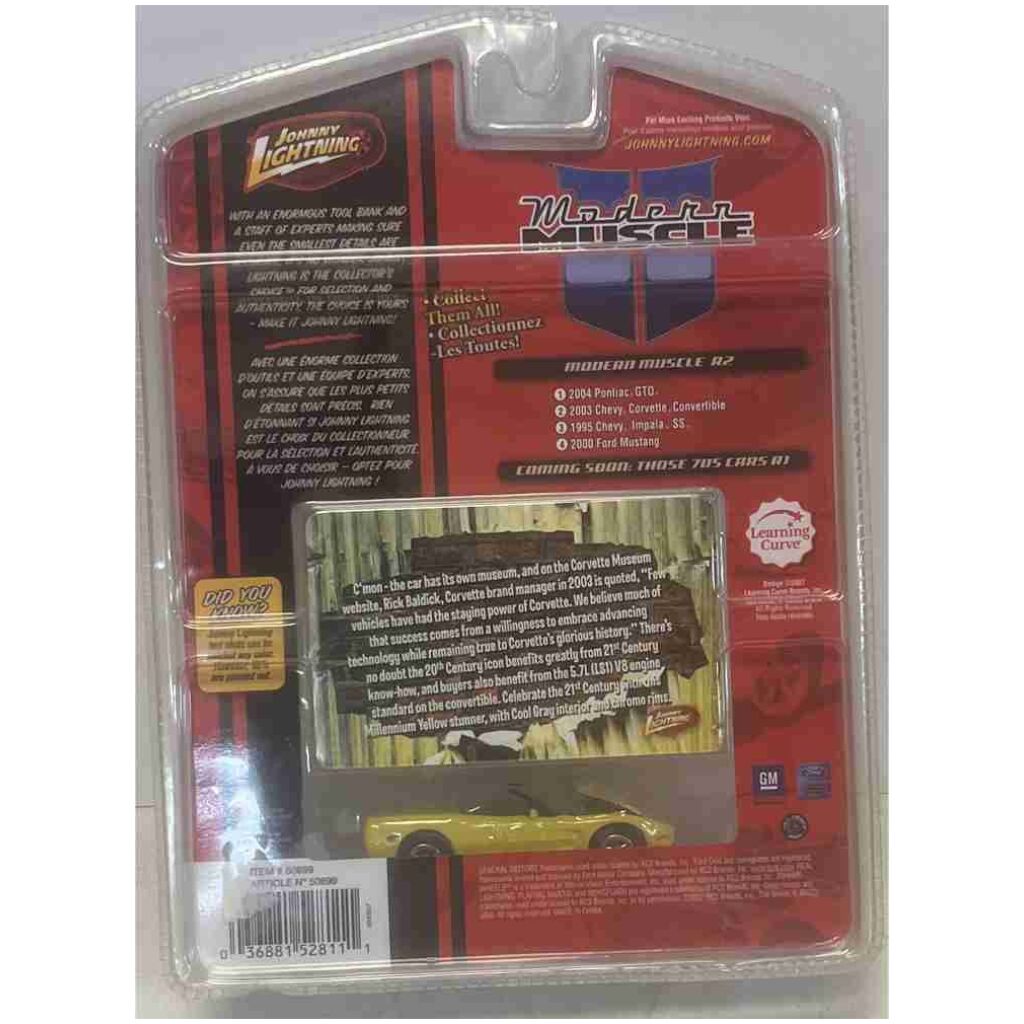 JOHNNY
LIGHTNING
WITH AN ENORMOUS TOOL BANK AND
A STAFF OF EXPERTS MAKING SURE
EVEN THE SMALLEST DETAILS ARE
LIGHTNING IS THE COLLECTOR'S
CHOICE™ FOR SELECTION AND
AUTHENTICITY. THE CHOICE IS YOURS
- MAKE IT JOHNNY LIGHTNING!
AVEC UNE ÉNORME COLLECTION
D'OUTILS ET UNE ÉQUIPE D'EXPERTS,
ON S'ASSURE QUE LES PLUS PETITS
DÉTAILS SONT PRÉCIS. RIEN
D'ÉTONNANT SI JOHNNY LIGHTNING
EST LE CHOIX DU COLLECTIONNEUR
POUR LA SÉLECTION ET L'AUTHENTICITÉ.
À VOUS DE CHOISIR - OPTEZ POUR
JOHNNY LIGHTNING !
For More Exciting Products Visit:
JOHNNYLIGHTNING.COM
Modern
MUSCLE
• Collect
Them All!
• Collectionnez
-Les Toutes!
MODERN MUSCLE R2
1 2004 Pontiac. GTO.
2 2003 Chevy. Corvette. Convertible
3 1995 Chevy. Impala. SS.
4 2000 Ford Mustang
COMING SOON: THOSE 70S CARS R1
Learning
Curve
C'mon - the car has its own museum, and on the Corvette Museum
website, Rick Baldick, Corvette brand manager in 2003 is quoted, "Few
vehicles have had the staying power of Corvette. We believe much of
that success comes from a willingness to embrace advancing
technology while remaining true to Corvette's glorious history." There's
no doubt the 20th Century icon benefits greatly from 21st Century
know-how, and buyers also benefit from the 5.7L (LS1) V8 engine
standard on the convertible. Celebrate the 21st Century with this
Millennium Yellow stunner, with Cool Gray interior and chromo rims.
JOHNNY
LIGHTNING
DID YOU
KNOW?
GM
Ford
ITEM # 50899
ARTICLE N° 50899
0 36881 52811 1